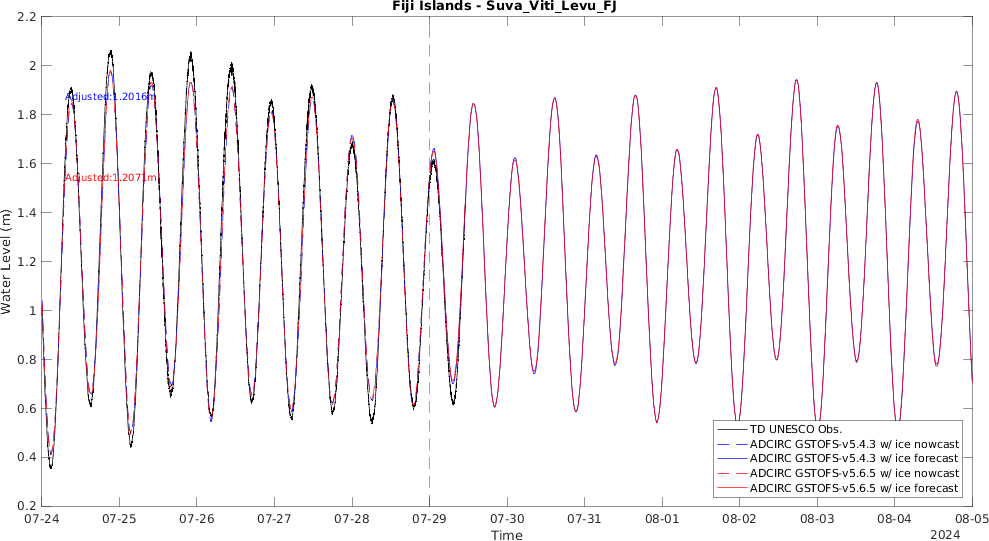 Fiji Islands - Suva_Viti_Levu_FJ
2.2
2
1.8
1.6
1.4
1.2
1
0.8
0.6
0.4
0.2
Water Level (m)
Adjusted:1.2016m
Adjusted:1.2071m
TD UNESCO Obs.
ADCIRC GSTOFS-v5.4.3 w/ ice nowcast
ADCIRC GSTOFS-v5.4.3 w/ ice forecast
ADCIRC GSTOFS-v5.6.5 w/ ice nowcast
ADCIRC GSTOFS-v5.6.5 w/ ice forecast
07-24 07-25 07-26 07-27 07-28 07-29 07-30 07-31 08-01 08-02 08-03 08-04 08-05
Time
2024